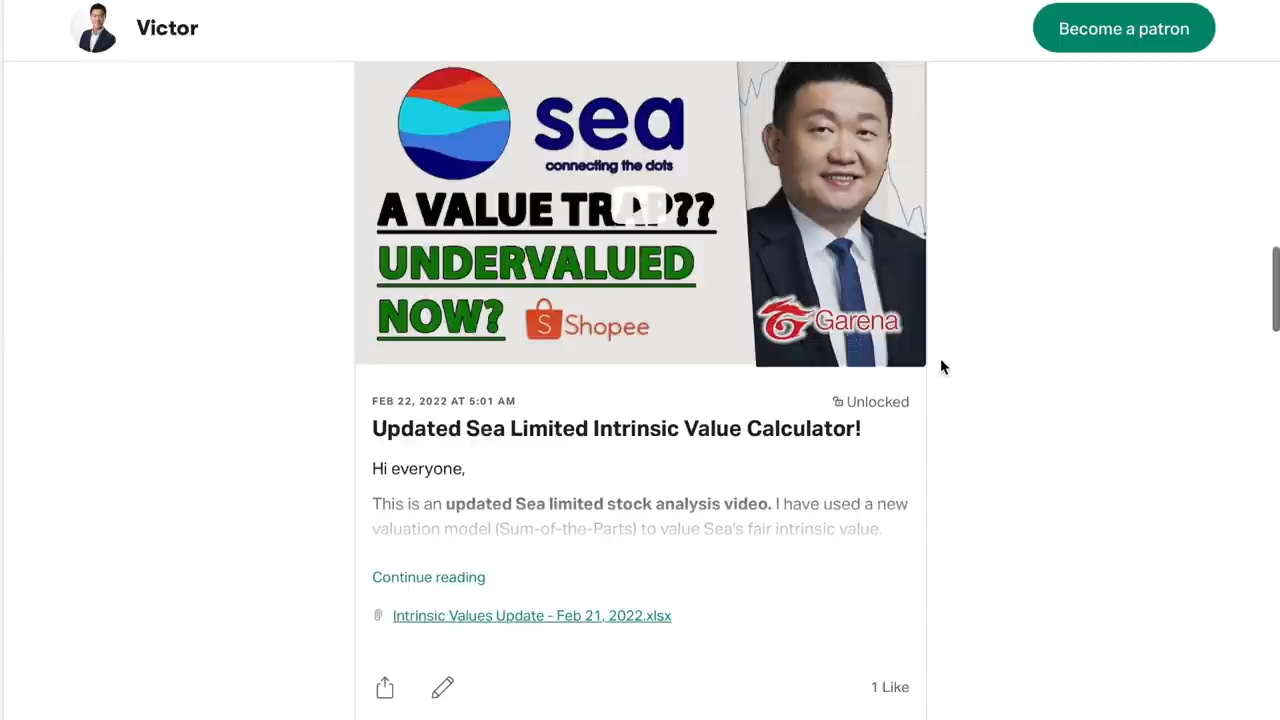 Victor
Become a patron
sea
connecting the dots
A VALUE TRAP??
UNDERVALUED
NOW?
S Shopee
Garena
FEB 22, 2022 AT 5:01 AM
Unlocked
Updated Sea Limited Intrinsic Value Calculator!
Hi everyone,
This is an updated Sea limited stock analysis video. I have used a new
valuation model (Sum-of-the-Parts) to value Sea's fair intrinsic value.
Continue reading
Intrinsic Values Update - Feb 21, 2022.xlsx
1 Like